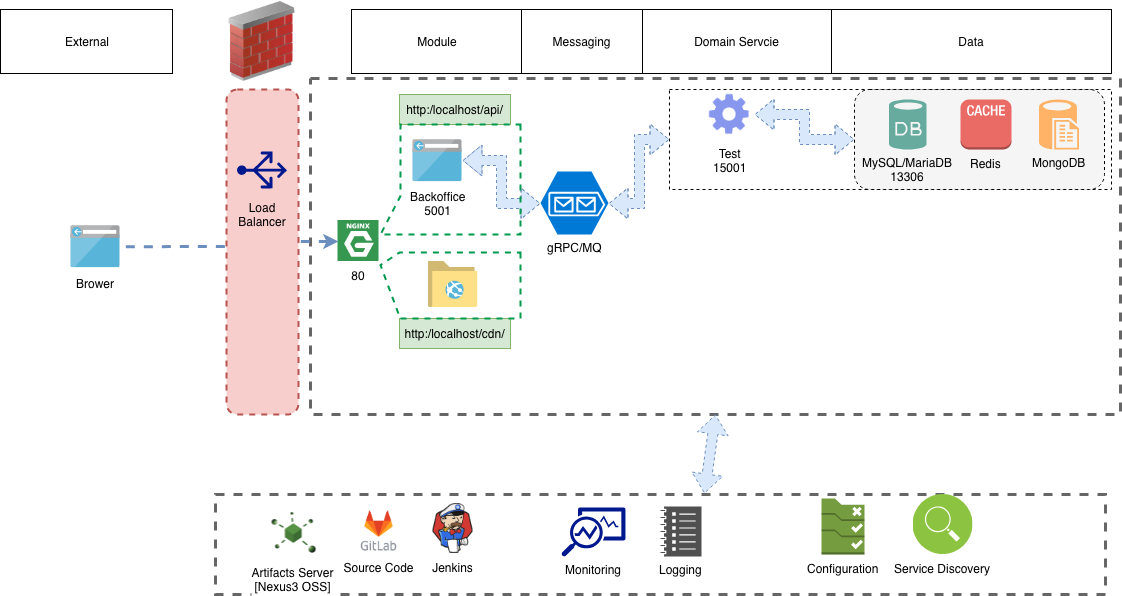 External
Module
Messaging
Domain Servcie
Data
http:/localhost/api/
Backoffice
5001
Load
Balancer
Brower
NGINX
80
http:/localhost/cdn/
gRPC/MQ
Test
15001
DB
MySQL/MariaDB
13306
CACHE
Redis
MongoDB
Artifacts Server
[Nexus3 OSS]
GitLab
Source Code
Jenkins
Monitoring
Logging
Configuration
Service Discovery